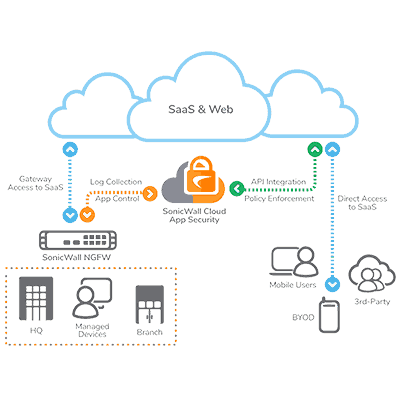 SaaS & Web
Gateway
Access to SaaS
Log Collection
App Control
SonicWall Cloud
App Security
API Integration
Policy Enforcement
Direct Access
to SaaS
SonicWall NGFW
HQ
Managed
Devices
Branch
Mobile Users
BYOD
3rd-Party